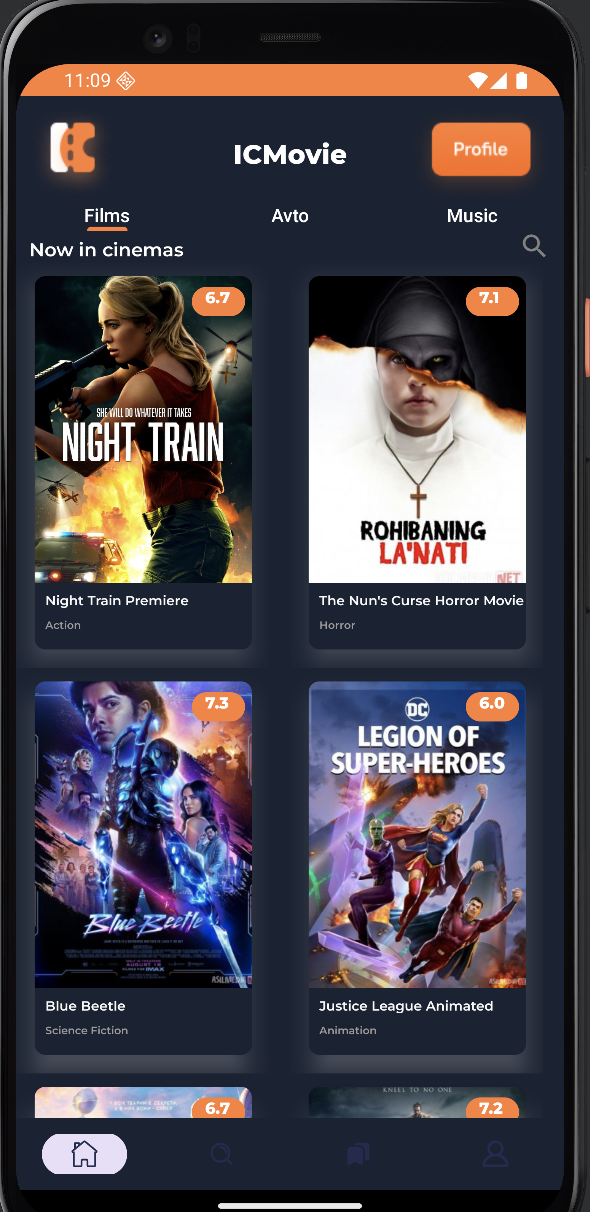 11:09
ICMovie
Profile
Films
Avto
Music
Now in cinemas
6.7
SHE WILL DO WHATEVER IT TAKES
NIGHT TRAIN
Night Train Premiere
Action
7.1
ROHIBANING
LA'NATI
NET
The Nun's Curse Horror Movie
Horror
7.3
Blue Beetle
AUGUST 18
IMAX
Blue Beetle
Science Fiction
6.0
DC
LEGION OF
SUPER-HEROES
Justice League Animated
Animation
6.7
KNEEL TO NO ONE
7.2